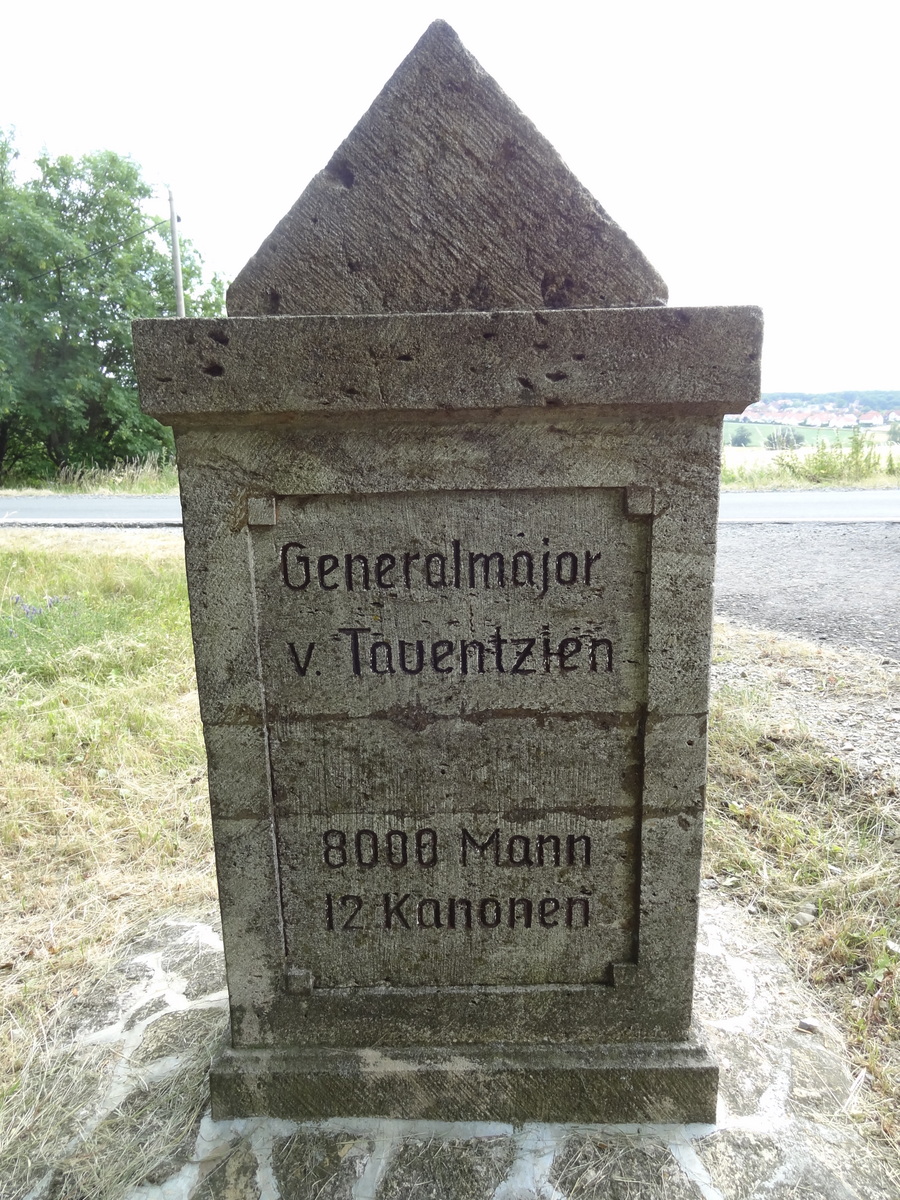 Generalmajor
v. Tauentzien
8000 Mann
12 Kanonen